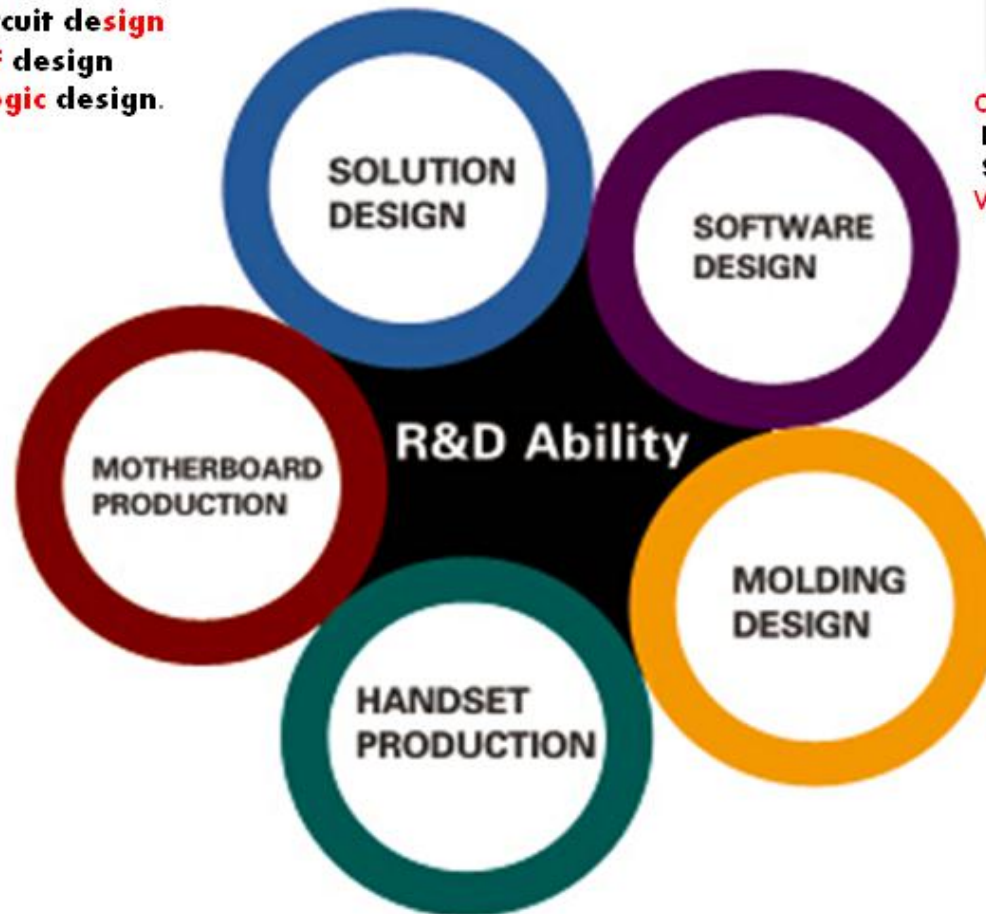 cuit design
design
gic design.
SOLUTION
DESIGN
SOFTWARE
DESIGN
R&D Ability
MOTHERBOARD
PRODUCTION
MOLDING
DESIGN
HANDSET
PRODUCTION